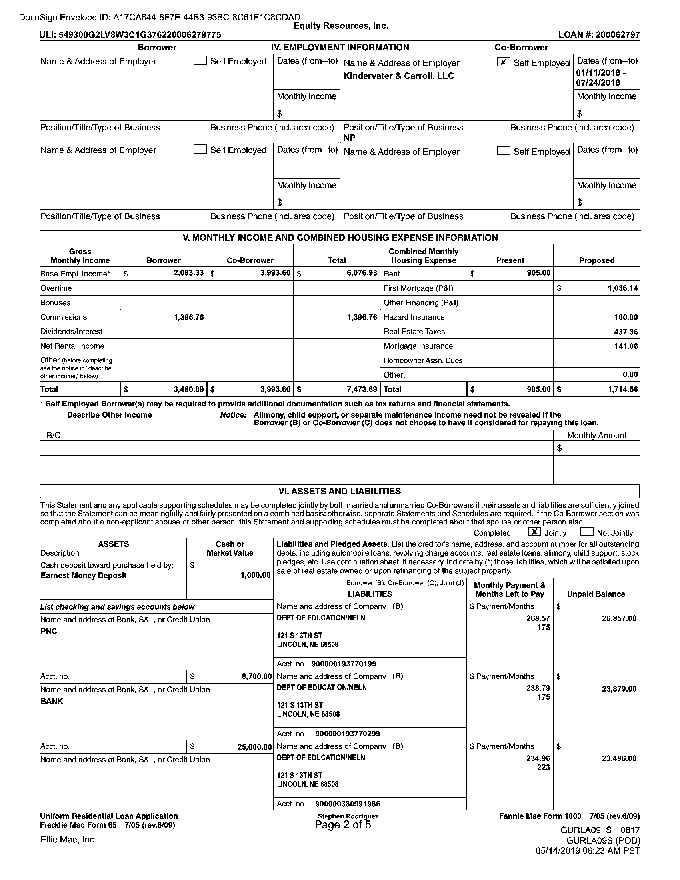 DocuSign Envelope ID:
Equity Resources, Inc.
ULI: 549300G2LV8W3C1G376220006279775 LOAN #: 200062797
Borrower IV. EMPLOYMENT INFORMATION Co-Borrower
Name & Address of Employer Self Employed Dates (from–to) Name & Address of Employer X Self Employed Dates (from–to)
Kindervater & Carroll, LLC 01/11/2018 -
07/24/2018
Monthly Income Monthly Income
$ $
Position/Title/Type of Business Business Phone (incl. area code) Position/Title/Type of Business Business Phone (incl. area code)
NP
Name & Address of Employer Self Employed Dates (from–to) Name & Address of Employer Self Employed Dates (from–to)
Monthly Income Monthly Income
$ $
Position/Title/Type of Business Business Phone (incl. area code) Position/Title/Type of Business Business Phone (incl. area code)
V. MONTHLY INCOME AND COMBINED HOUSING EXPENSE INFORMATION
Gross Combined Monthly
Monthly Income Borrower Co-Borrower Total Housing Expense Present Proposed
Base Empl. Income* $ 2,083.33 $ 3,993.60 $ 6,076.93 Rent $ 905.00
Overtime First Mortgage (P&I) $ 1,036.14
Bonuses Other Financing (P&I)
Commissions 1,396.76 1,396.76 Hazard Insurance 100.00
Dividends/Interest Real Estate Taxes 437.36
Net Rental Income Mortgage Insurance 141.06
Other (before completing Homeowner Assn. Dues
see the notice in "describe
other income," below) Other: 0.00
Total $ 3,480.09 $ 3,993.60 $ 7,473.69 Total $ 905.00 $ 1,714.56
* Self Employed Borrower(s) may be required to provide additional documentation such as tax returns and financial statements.
Describe Other Income Notice: Alimony, child support, or separate maintenance income need not be revealed if the
Borrower (B) or Co-Borrower (C) does not choose to have it considered for repaying this loan.
B/C Monthly Amount
$
VI. ASSETS AND LIABILITIES
This Statement and any applicable supporting schedules may be completed jointly by both married and unmarried Co-Borrowers if their assets and liabilities are sufficiently joined
so that the Statement can be meaningfully and fairly presented on a combined basis; otherwise, separate Statements and Schedules are required. If the Co-Borrower section was
completed about a non-applicant spouse or other person, this Statement and supporting schedules must be completed about that spouse or other person also.
Completed X Jointly Not Jointly
ASSETS Cash or
Description Market Value
Cash deposit toward purchase held by: $
Earnest Money Deposit 1,000.00
Liabilities and Pledged Assets. List the creditor's name, address, and account number for all outstanding
debts, including automobile loans, revolving charge accounts, real estate loans, alimony, child support, stock
pledges, etc. Use continuation sheet, if necessary. Indicate by (*) those liabilities, which will be satisfied
sale of real estate owned or upon refinancing of the subject property.
Borrower (B), Co-Borrower (C), Joint (J)
LIABILITIES Monthly Payment &
Months Left to Pay Unpaid Balance
List checking and savings accounts below Name and address of Company (B) $ Payment/Months $
Name and address of Bank, S&L, or Credit Union DEPT OF EDUCATION/NELN 268.57 26,857.00
PNC 175
121 S 13TH ST
LINCOLN, NE 68508
Acct. no. 900000193770199
Acct. no. $ 8,700.00 Name and address of Company (B) $ Payment/Months $
Name and address of Bank, S&L, or Credit Union DEPT OF EDUCATION/NELN 238.79 23,879.00
BANK 175
121 S 13TH ST
LINCOLN, NE 68508
Acct. no. 900000193770299
Acct. no. $ 25,000.00 Name and address of Company (B) $ Payment/Months $
Name and address of Bank, S&L, or Credit Union DEPT OF EDUCATION/NELN 234.96 23,496.00
223
121 S 13TH ST
LINCOLN, NE 68508
Acct. no. 900000380991986
Uniform Residential Loan Application Stephen Rodriguez Fannie Mae Form 1003 7/05 (rev.6/09)
Freddie Mac Form 65 7/05 (rev.6/09) Page 2 of 5
Ellie Mae, Inc. GURLA09_S 0817
GURLA09S (POD)
05/14/2019 06:23 AM PST